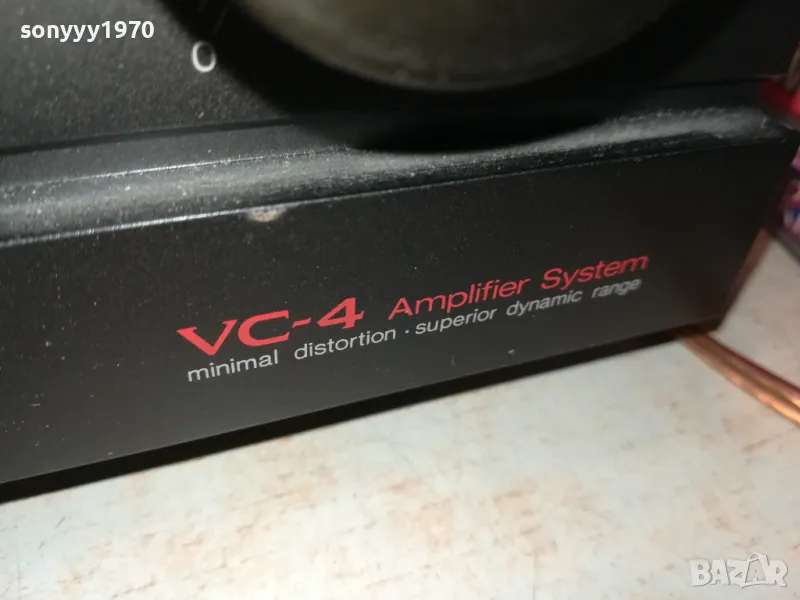 sonyyy1970
VC-4 Amplifier System
minimal distortion · superior dynamic range
BAZAR